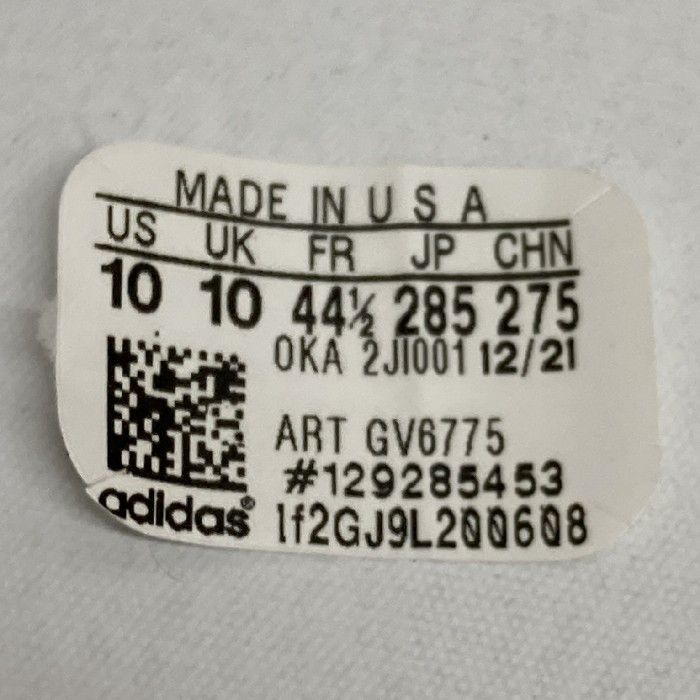 MADE IN U S A
US UK FR JP CHN
10 10 44½ 285 275
OKA 2JI001 12/21
ART GV6775
#129285453
adidas® 1f2GJ9L200608